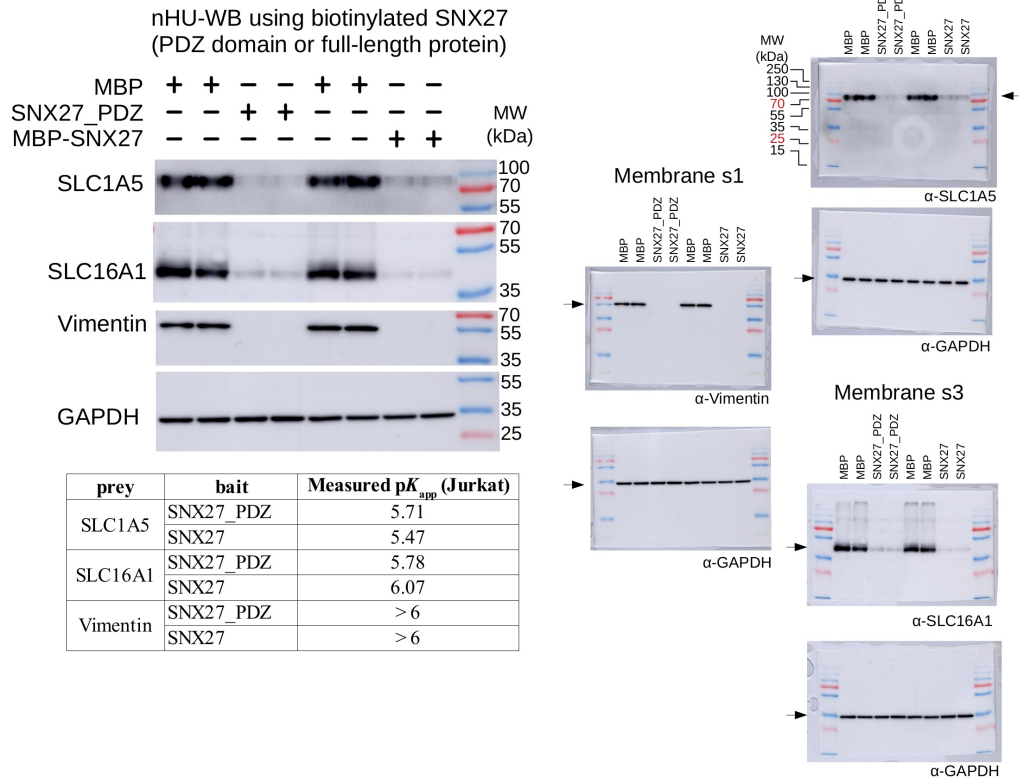 nHU-WB using biotinylated SNX27
(PDZ domain or full-length protein)
MBP + + − − + + − −
SNX27_PDZ − − + + − − − −
MBP-SNX27 − − − − − − + +
MW
(kDa)
SLC1A5
100
70
55
SLC16A1
70
55
35
Vimentin
70
55
35
GAPDH
55
35
25
prey bait Measured pKapp (Jurkat)
SLC1A5 SNX27_PDZ 5.71
SNX27 5.47
SLC16A1 SNX27_PDZ 5.78
SNX27 6.07
Vimentin SNX27_PDZ > 6
SNX27 > 6
Membrane s1
MBP MBP SNX27_PDZ SNX27_PDZ MBP MBP SNX27 SNX27
α-Vimentin
α-GAPDH
MW
(kDa)
250
130
100
70
55
35
25
15
MBP MBP SNX27_PD SNX27_PD MBP MBP SNX27 SNX27
α-SLC1A5
α-GAPDH
Membrane s3
MBP MBP SNX27_PDZ SNX27_PDZ MBP MBP SNX27 SNX27
α-SLC16A1
α-GAPDH